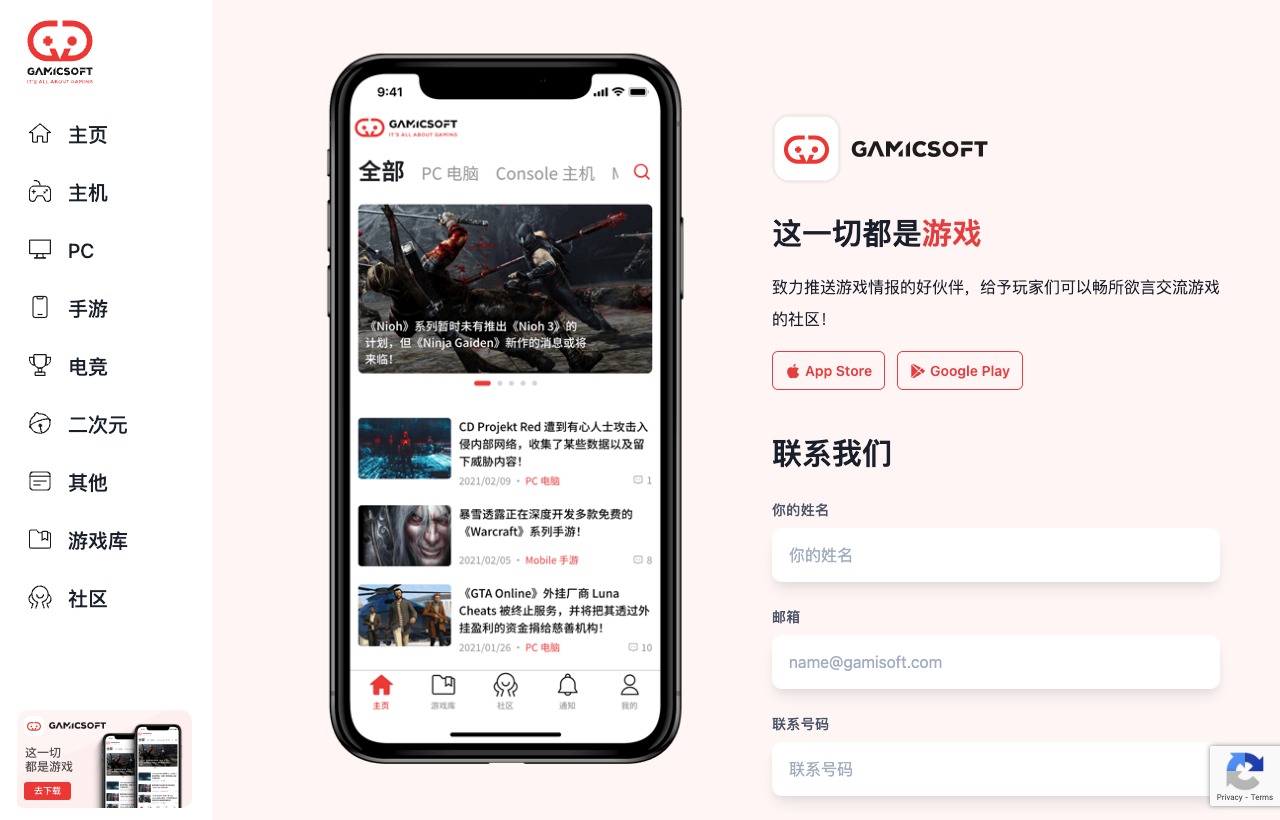 GAMICSOFT
IT'S ALL ABOUT GAMING
主页
主机
PC
手游
电竞
二次元
其他
游戏库
社区
GAMICSOFT
这一切
都是游戏
去下载
9:41
GAMICSOFT
IT'S ALL ABOUT GAMING
全部 PC 电脑 Console 主机
《Nioh》系列暂时未有推出《Nioh 3》的
计划，但《Ninja Gaiden》新作的消息或将
来临！
CD Projekt Red 遭到有心人士攻击入
侵内部网络，收集了某些数据以及留
下威胁内容！
2021/02/09 • PC 电脑 1
暴雪透露正在深度开发多款免费的
《Warcraft》系列手游！
2021/02/05 • Mobile 手游 8
《GTA Online》外挂厂商 Luna
Cheats 被终止服务，并将把其透过外
挂盈利的资金捐给慈善机构！
2021/01/26 • PC 电脑 10
主页 游戏库 社区 通知 我的
GAMICSOFT
这一切都是游戏
致力推送游戏情报的好伙伴，给予玩家们可以畅所欲言交流游戏
的社区！
App Store Google Play
联系我们
你的姓名
你的姓名
邮箱
name@gamisoft.com
联系号码
联系号码
Privacy - Terms